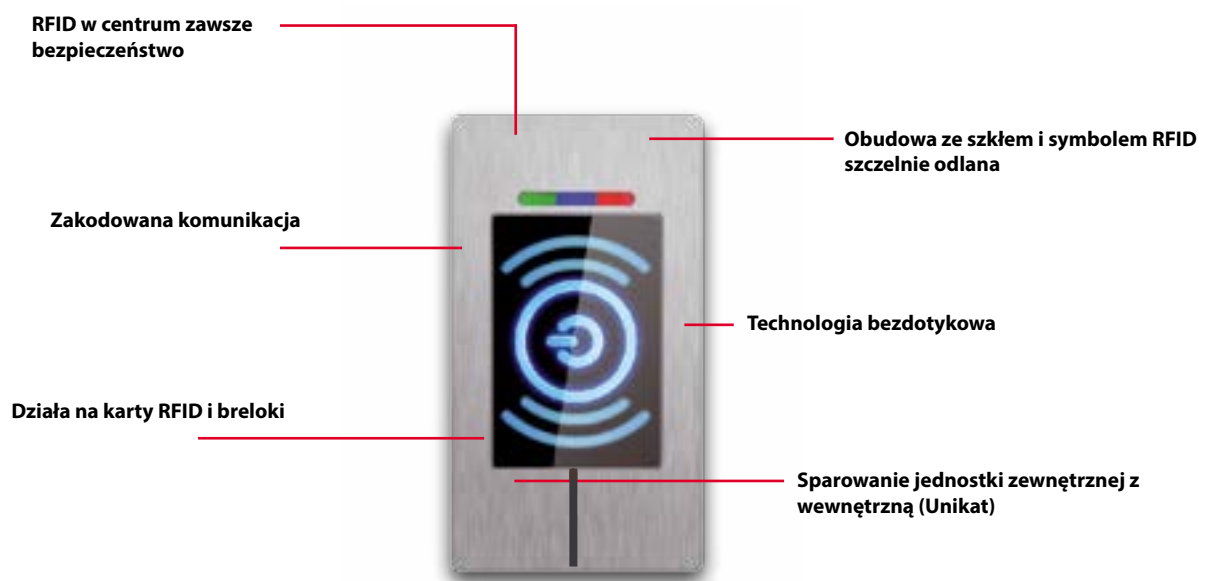 RFID w centrum zawsze
bezpieczeństwo
Obudowa ze szkłem i symbolem RFID
szczelnie odlana
Zakodowana komunikacja
Technologia bezdotykowa
Działa na karty RFID i breloki
Sparowanie jednostki zewnętrznej z
wewnętrzną (Unikat)